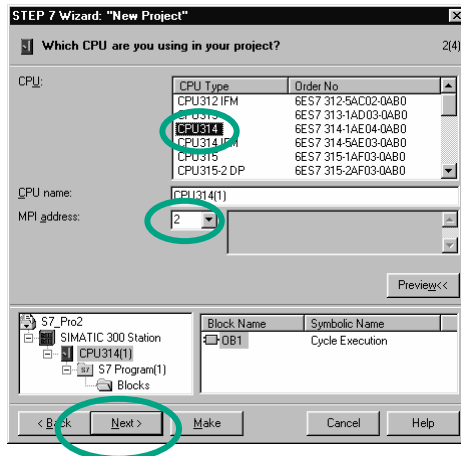 STEP 7 Wizard: "New Project"
Which CPU are you using in your project? 2(4)
CPU:
CPU Type Order No
CPU312 IFM 6ES7 312-5AC02-0AB0
CPU313 6ES7 313-1AD03-0AB0
CPU314 6ES7 314-1AE04-0AB0
CPU314 IFM 6ES7 314-5AE03-0AB0
CPU315 6ES7 315-1AF03-0AB0
CPU315-2 DP 6ES7 315-2AF03-0AB0
CPU name: CPU314(1)
MPI address: 2
Preview<<
S7_Pro2
SIMATIC 300 Station
CPU314(1)
S7 Program(1)
Blocks
Block Name Symbolic Name
OB1 Cycle Execution
< Back Next > Make Cancel Help